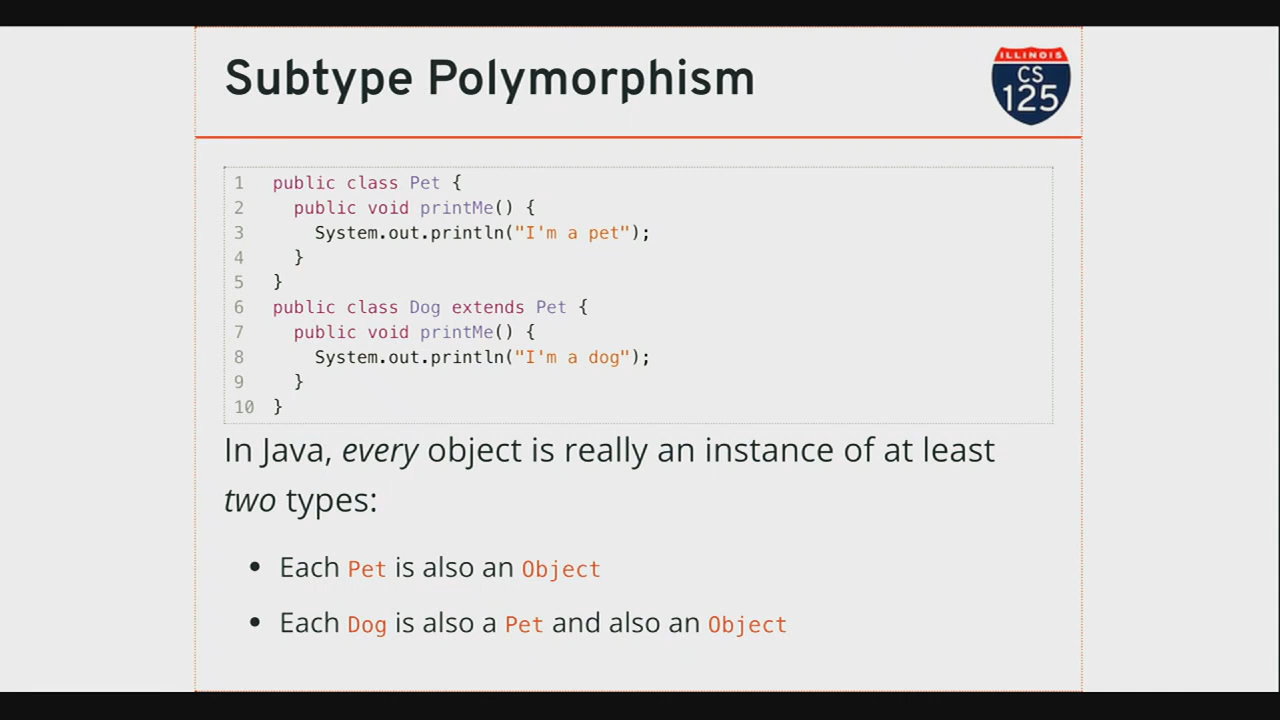 Subtype Polymorphism
ILLINOIS
CS
125
1 public class Pet {
2 public void printMe() {
3 System.out.println("I'm a pet");
4 }
5 }
6 public class Dog extends Pet {
7 public void printMe() {
8 System.out.println("I'm a dog");
9 }
10 }
In Java, every object is really an instance of at least
two types:
• Each Pet is also an Object
• Each Dog is also a Pet and also an Object